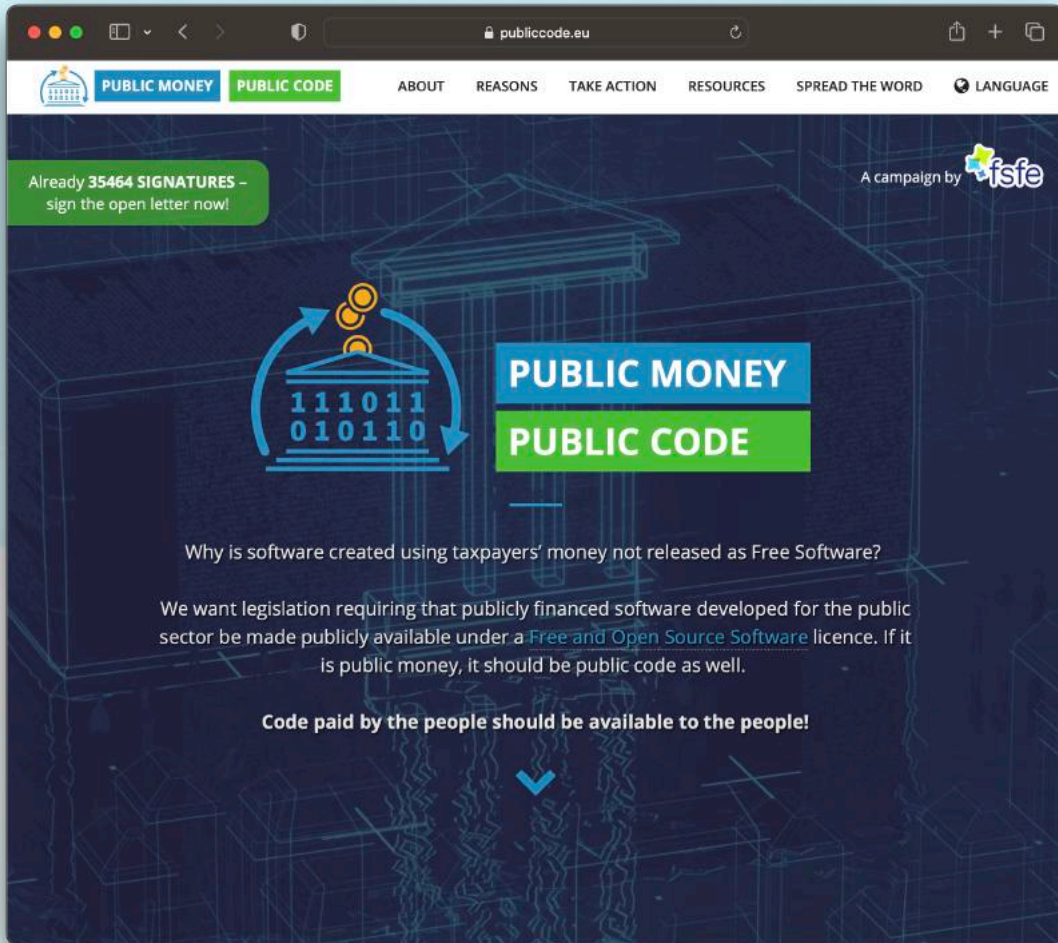 publiccode.eu
PUBLIC MONEY PUBLIC CODE ABOUT REASONS TAKE ACTION RESOURCES SPREAD THE WORD LANGUAGE
Already 35464 SIGNATURES –
sign the open letter now!
A campaign by fsfe
111011
010110
PUBLIC MONEY
PUBLIC CODE
Why is software created using taxpayers' money not released as Free Software?
We want legislation requiring that publicly financed software developed for the public
sector be made publicly available under a Free and Open Source Software licence. If it
is public money, it should be public code as well.
Code paid by the people should be available to the people!